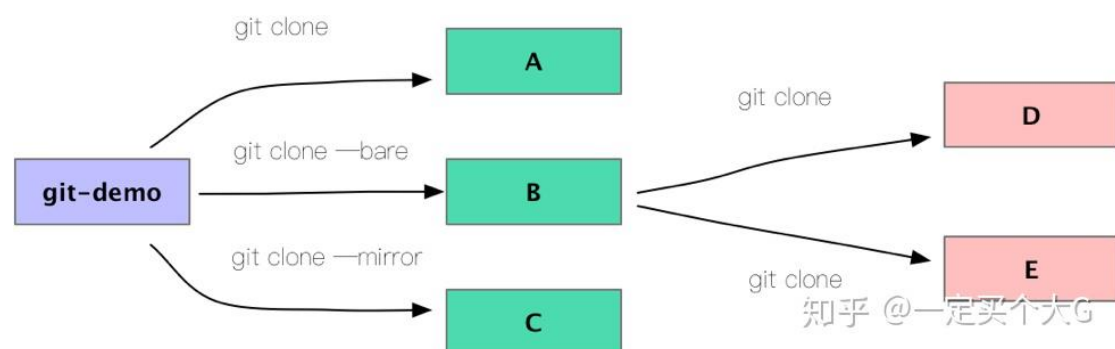 git clone
A
git clone
D
git clone —bare
git-demo
B
git clone —mirror
E
git clone
C
知乎 @一定买个大G